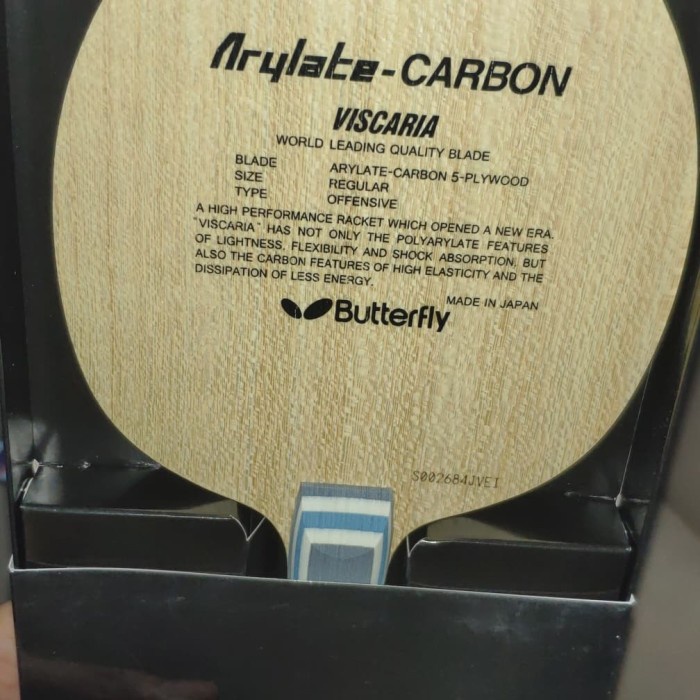 Arylate-CARBON
VISCARIA
WORLD LEADING QUALITY BLADE
BLADE ARYLATE-CARBON 5-PLYWOOD
SIZE REGULAR
TYPE OFFENSIVE
A HIGH PERFORMANCE RACKET WHICH OPENED A NEW ERA.
"VISCARIA" HAS NOT ONLY THE POLYARYLATE FEATURES
OF LIGHTNESS, FLEXIBILITY AND SHOCK ABSORPTION, BUT
ALSO THE CARBON FEATURES OF HIGH ELASTICITY AND THE
DISSIPATION OF LESS ENERGY.
MADE IN JAPAN
Butterfly
S002684JVEI